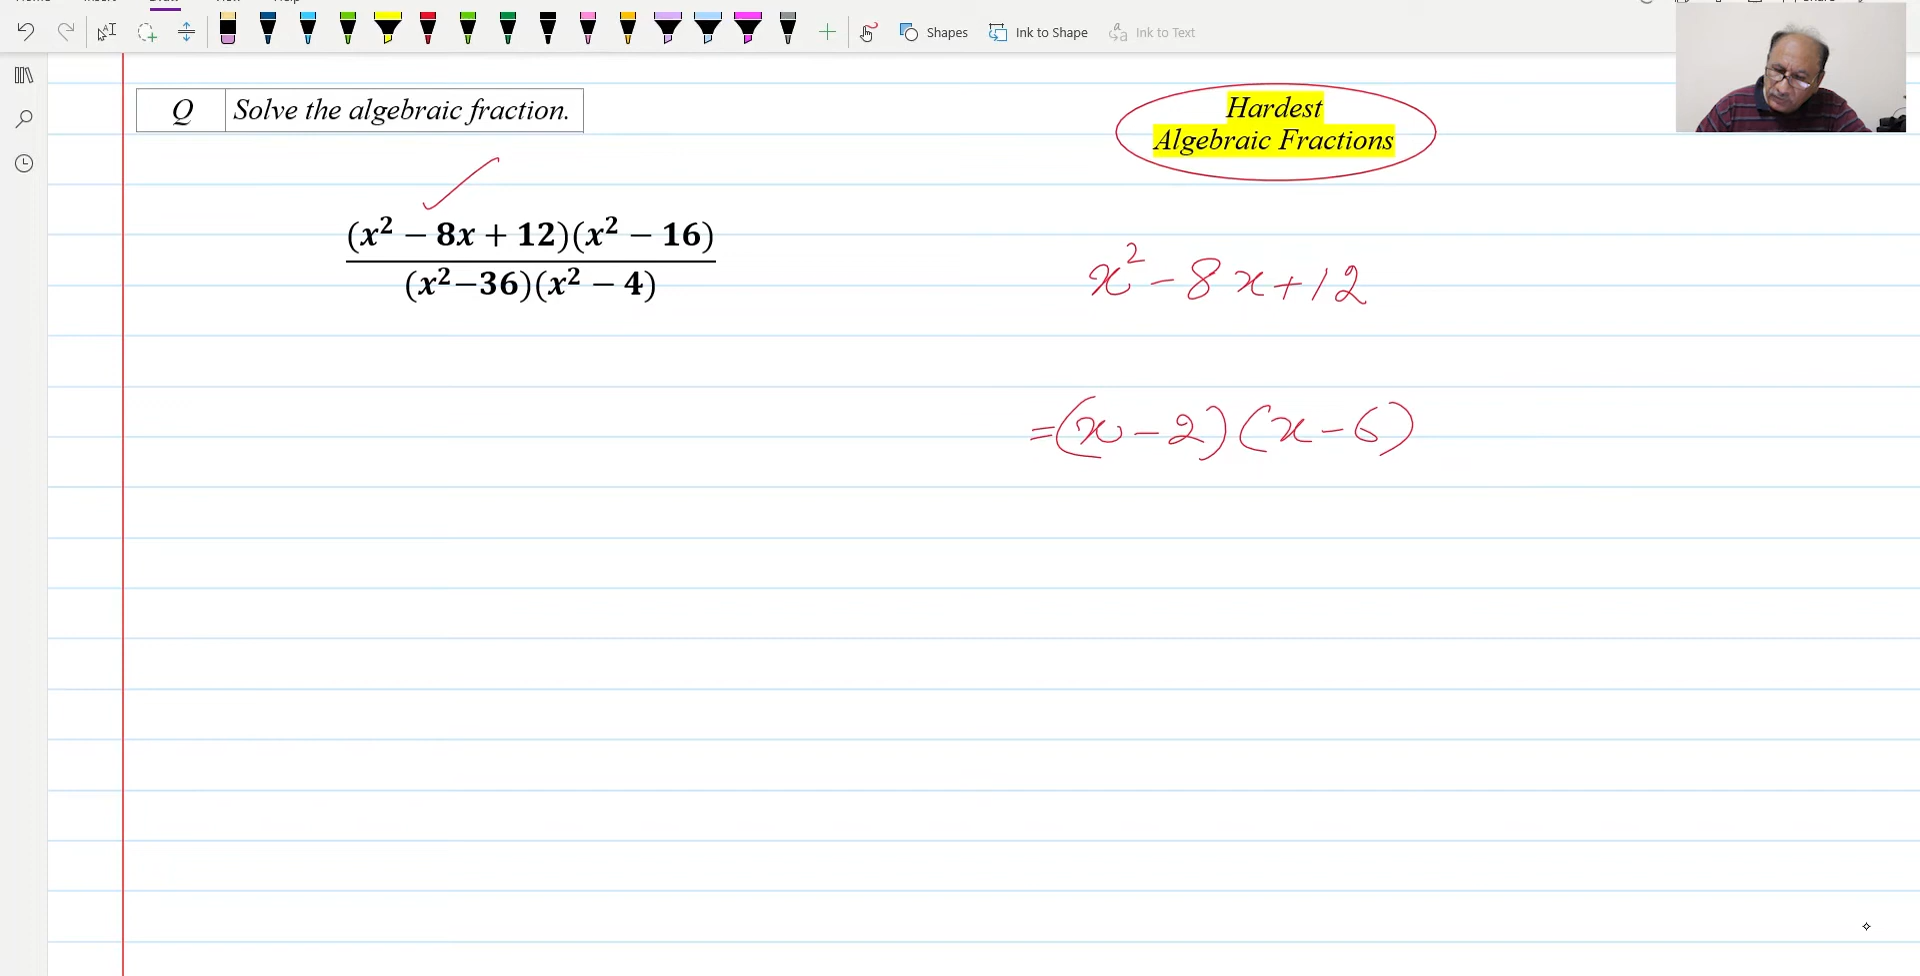 Shapes Ink to Shape Ink to Text
Q Solve the algebraic fraction.
Hardest
Algebraic Fractions
(x² − 8x + 12)(x² − 16)
(x²−36)(x² − 4)
x² − 8x + 12
= (x − 2) (x − 6)